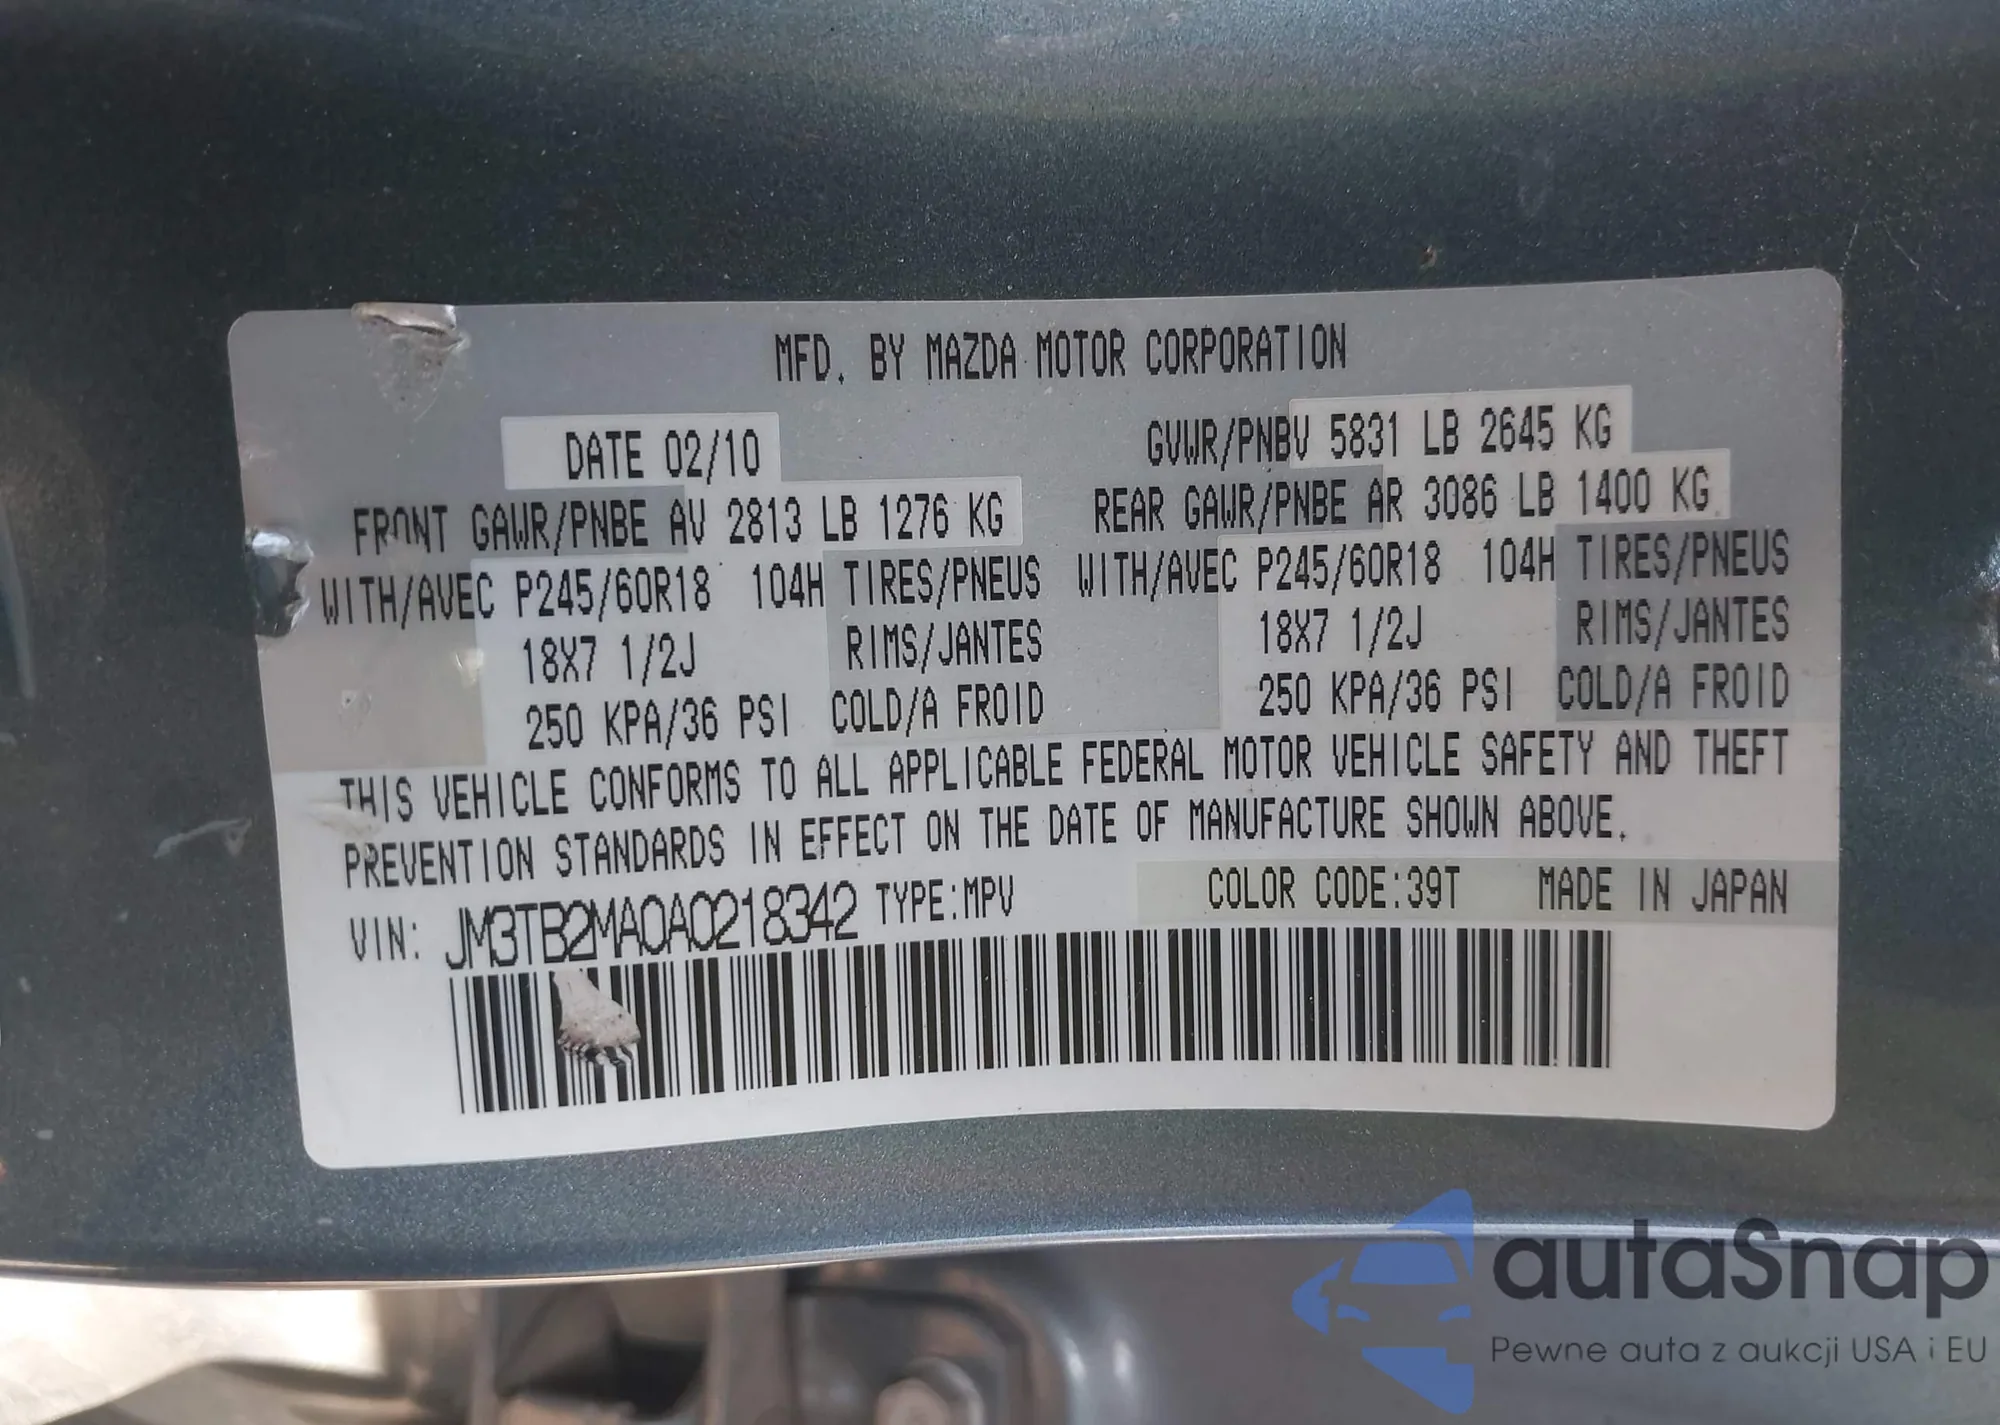 MFD. BY MAZDA MOTOR CORPORATION
DATE 02/10 GVWR/PNBV 5831 LB 2645 KG
FRONT GAWR/PNBE AV 2813 LB 1276 KG REAR GAWR/PNBE AR 3086 LB 1400 KG
WITH/AVEC P245/60R18 104H TIRES/PNEUS WITH/AVEC P245/60R18 104H TIRES/PNEUS
18X7 1/2J RIMS/JANTES 18X7 1/2J RIMS/JANTES
250 KPA/36 PSI COLD/A FROID 250 KPA/36 PSI COLD/A FROID
THIS VEHICLE CONFORMS TO ALL APPLICABLE FEDERAL MOTOR VEHICLE SAFETY AND THEFT
PREVENTION STANDARDS IN EFFECT ON THE DATE OF MANUFACTURE SHOWN ABOVE.
VIN: JM3TB2MA0A0218342 TYPE:MPV COLOR CODE:39T MADE IN JAPAN
autaSnap
Pewne auta z aukcji USA i EU